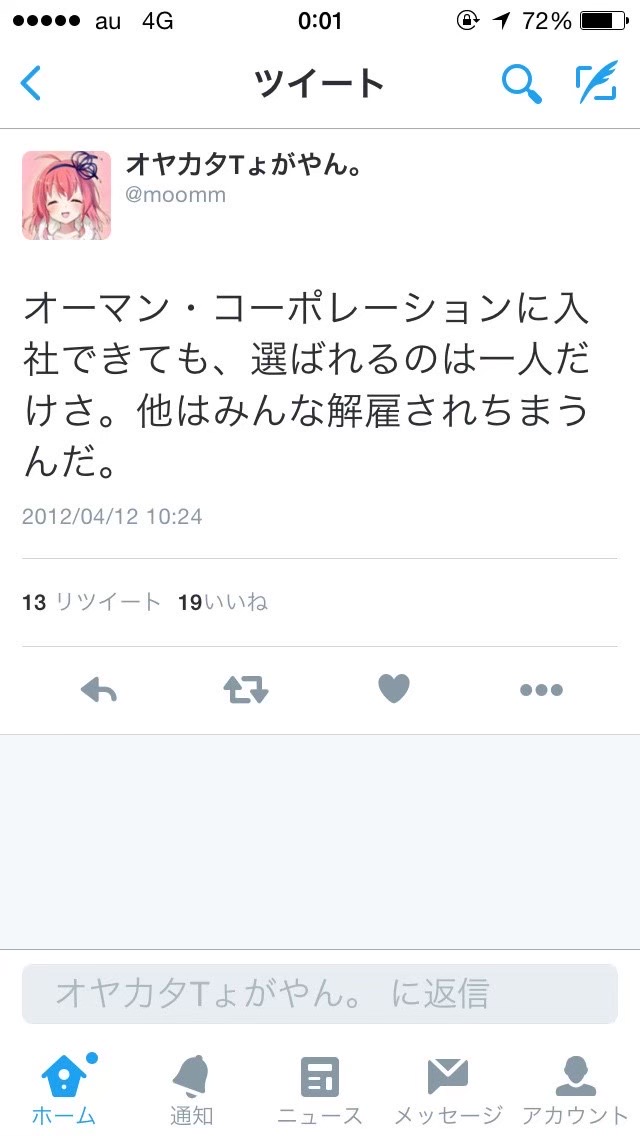 au 4G 0:01 72%
ツイート
オヤカタTょがやん。
@moomm
オーマン・コーポレーションに入
社できても、選ばれるのは一人だ
けさ。他はみんな解雇されちまう
んだ。
2012/04/12 10:24
13 リツイート 19いいね
オヤカタTょがやん。 に返信
ホーム 通知 ニュース メッセージ アカウント